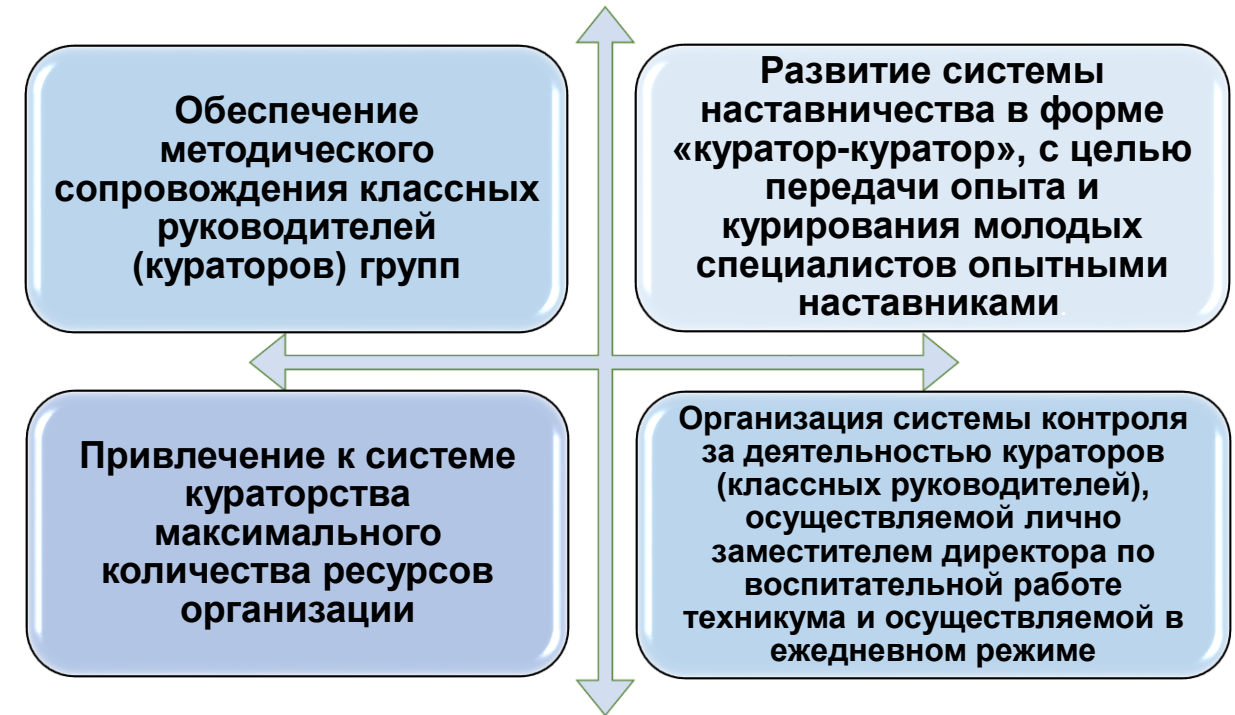 Обеспечение
методического
сопровождения классных
руководителей
(кураторов) групп
Развитие системы
наставничества в форме
«куратор-куратор», с целью
передачи опыта и
курирования молодых
специалистов опытными
наставниками.
Привлечение к системе
кураторства
максимального
количества ресурсов
организации
Организация системы контроля
за деятельностью кураторов
(классных руководителей),
осуществляемой лично
заместителем директора по
воспитательной работе
техникума и осуществляемой в
ежедневном режиме